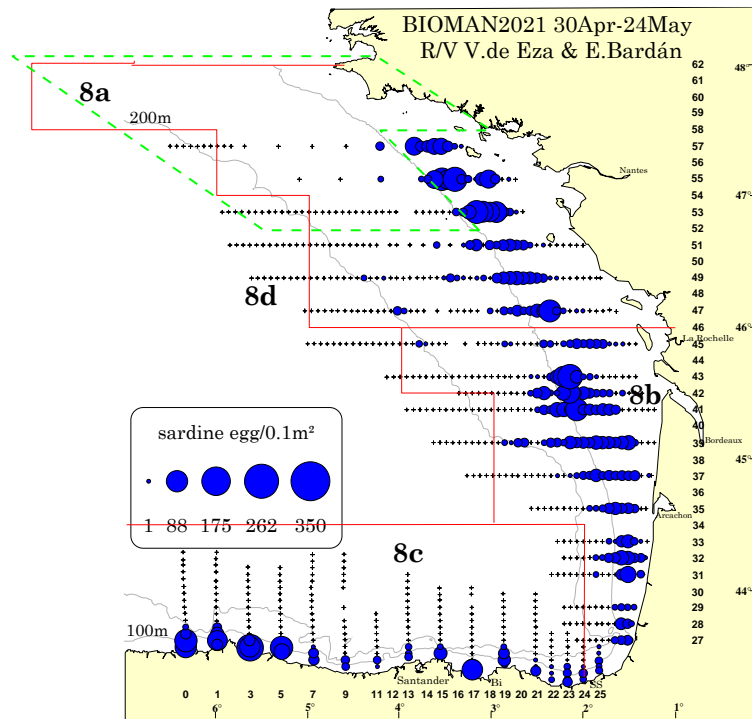 BIOMAN2021 30Apr-24May
R/V V.de Eza & E.Bardán
62
48°
61
8a
60
59
200m
58
57
56
Nantes
55
54
47°
53
52
51
50
8d
49
48
47
46
46°
La Rochelle
45
44
43
42
8b
41
40
sardine egg/0.1m²
39
Bordeaux
45°
38
37
36
1 88 175 262 350
35
Arcachon
34
33
8c
32
31
44°
30
29
28
100m
27
Santander
Bi
SS
0 1 3 5 7 9 11 12 13 14 15 16 17 18 19 20 21 22 23 24 25
6° 5° 4° 3° 2° 1°